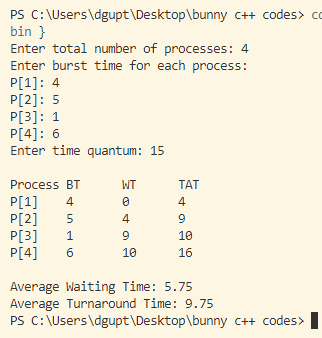 PS C:\Users\dgupt\Desktop\bunny c++ codes> co
bin }
Enter total number of processes: 4
Enter burst time for each process:
P[1]: 4
P[2]: 5
P[3]: 1
P[4]: 6
Enter time quantum: 15
Process BT WT TAT
P[1] 4 0 4
P[2] 5 4 9
P[3] 1 9 10
P[4] 6 10 16
Average Waiting Time: 5.75
Average Turnaround Time: 9.75
PS C:\Users\dgupt\Desktop\bunny c++ codes>